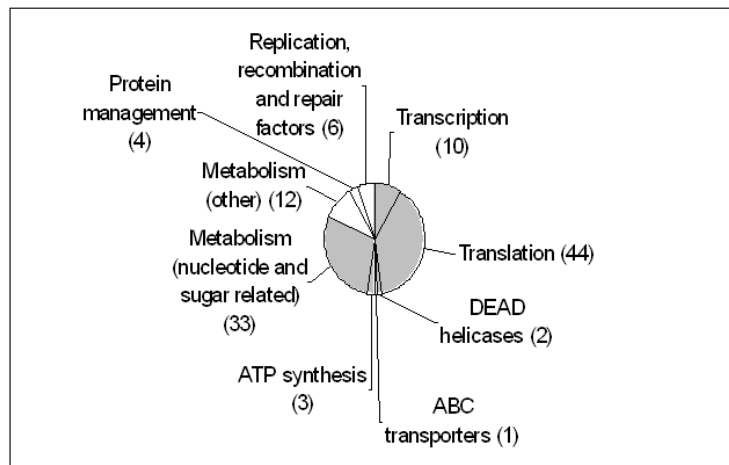 Replication,
recombination
and repair
factors (6)
Transcription
(10)
Translation (44)
DEAD
helicases (2)
ABC
transporters (1)
ATP synthesis
(3)
Metabolism
(nucleotide and
sugar related)
(33)
Metabolism
(other) (12)
Protein
management
(4)